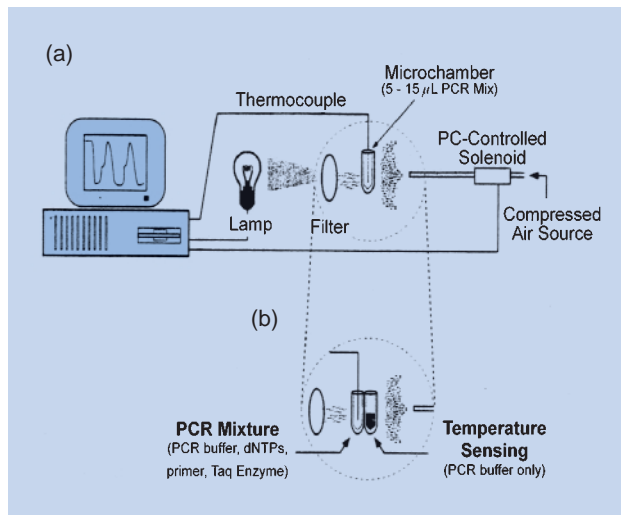 (a)
Microchamber
(5 - 15 μL PCR Mix)
Thermocouple
PC-Controlled
Solenoid
Lamp
Filter
Compressed
Air Source
(b)
PCR Mixture
(PCR buffer, dNTPs,
primer, Taq Enzyme)
Temperature
Sensing
(PCR buffer only)